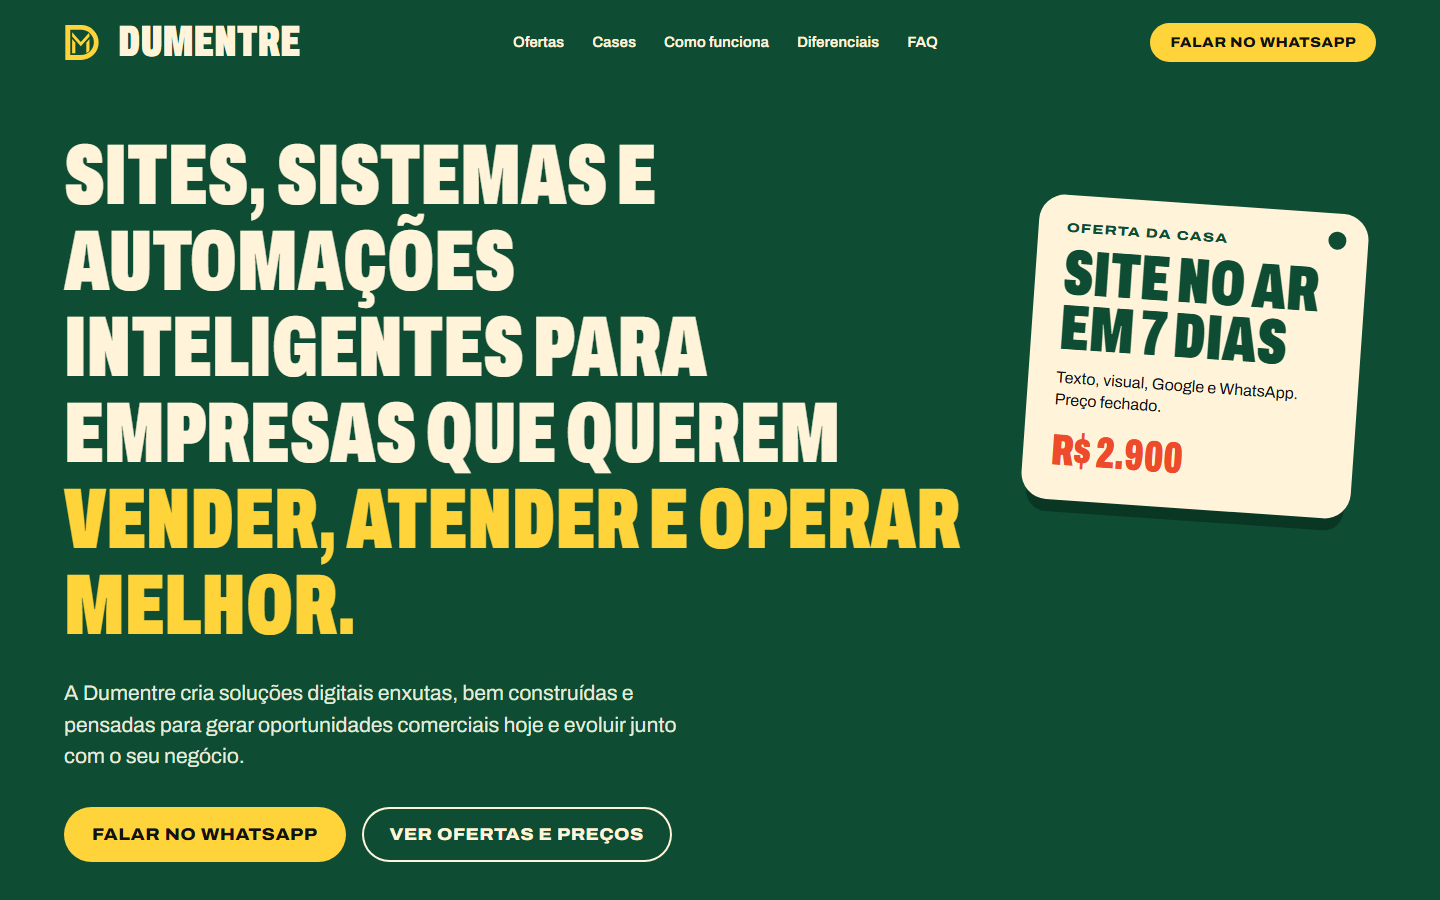 DUMENTRE
Ofertas Cases Como funciona Diferenciais FAQ
FALAR NO WHATSAPP
SITES, SISTEMAS E
AUTOMAÇÕES
INTELIGENTES PARA
EMPRESAS QUE QUEREM
VENDER, ATENDER E OPERAR
MELHOR.
A Dumentre cria soluções digitais enxutas, bem construídas e
pensadas para gerar oportunidades comerciais hoje e evoluir junto
com o seu negócio.
FALAR NO WHATSAPP
VER OFERTAS E PREÇOS
OFERTA DA CASA
SITE NO AR
EM 7 DIAS
Texto, visual, Google e WhatsApp.
Preço fechado.
R$ 2.900